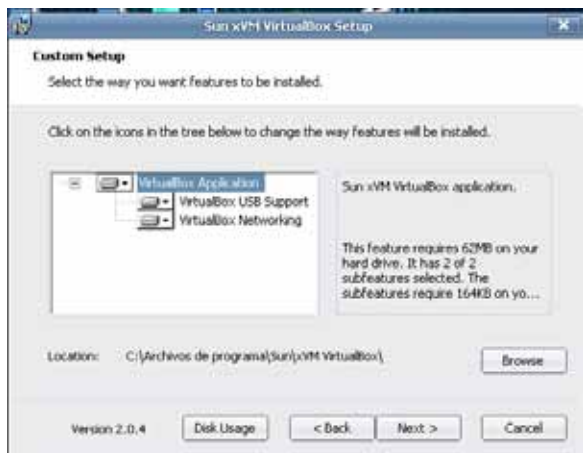 Sun xVM VirtualBox Setup
Custom Setup
Select the way you want features to be installed.
Click on the icons in the tree below to change the way features will be installed.
VirtualBox Application
VirtualBox USB Support
VirtualBox Networking
Sun xVM VirtualBox application.
This feature requires 62MB on your
hard drive. It has 2 of 2
subfeatures selected. The
subfeatures require 164KB on yo...
Location: C:\Archivos de programa\Sun\xVM VirtualBox\
Browse
Version 2.0.4 Disk Usage < Back Next > Cancel